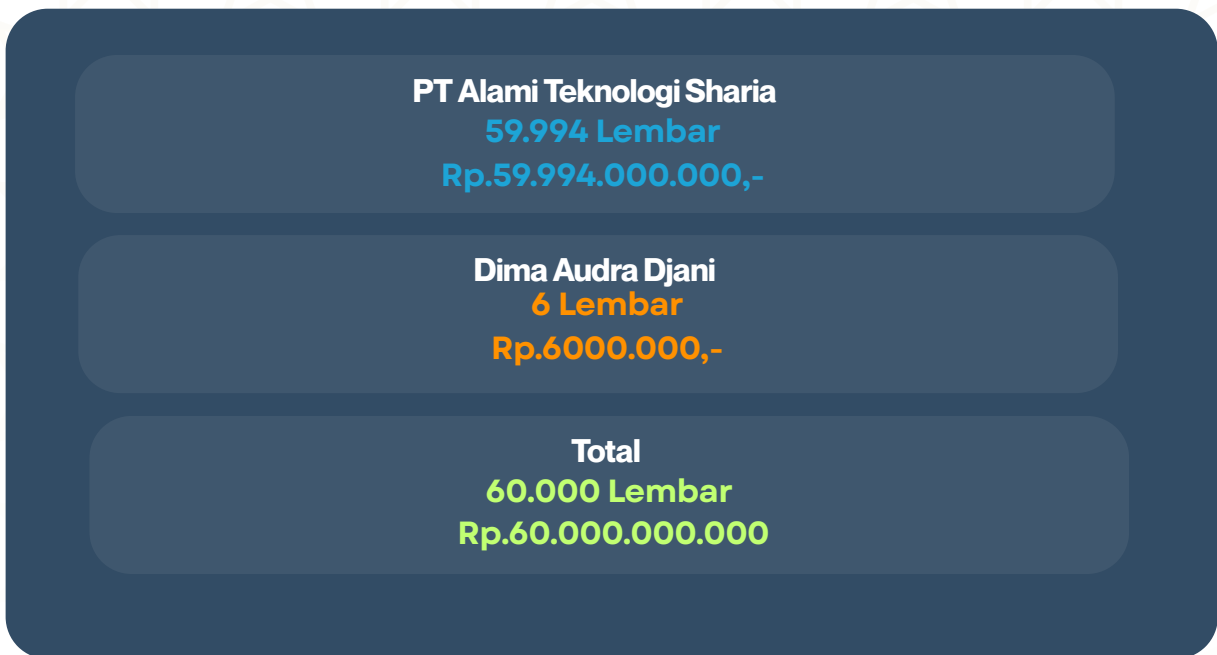 PT Alami Teknologi Sharia
59.994 Lembar
Rp.59.994.000.000,-
Dima Audra Djani
6 Lembar
Rp.6000.000,-
Total
60.000 Lembar
Rp.60.000.000.000